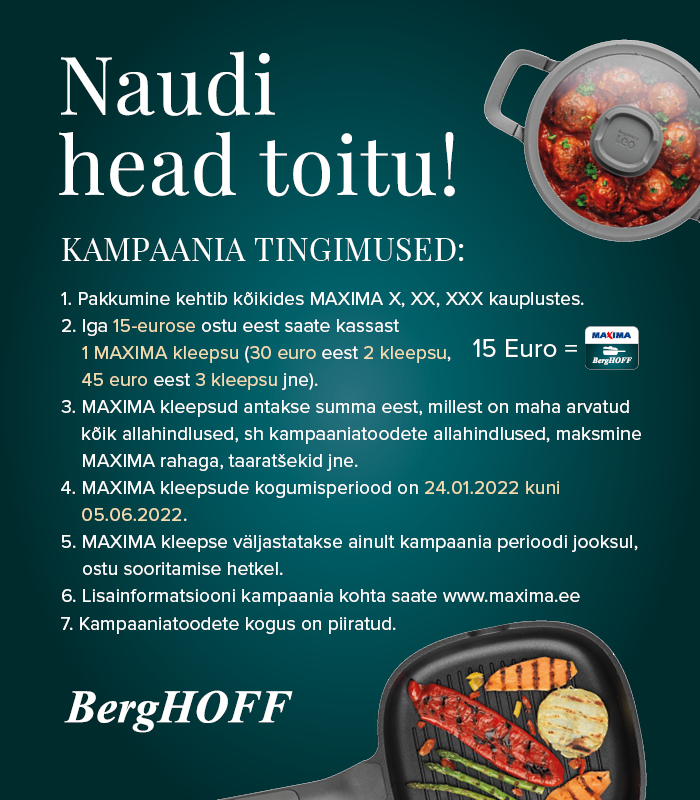 Naudi
head toitu!
KAMPAANIA TINGIMUSED:
1. Pakkumine kehtib kõikides MAXIMA X, XX, XXX kauplustes.
2. Iga 15-eurose ostu eest saate kassast
1 MAXIMA kleepsu (30 euro eest 2 kleepsu,
45 euro eest 3 kleepsu jne).
15 Euro =
MAXIMA
BergHOFF
3. MAXIMA kleepsud antakse summa eest, millest on maha arvatud
kõik allahindlused, sh kampaaniatoodete allahindlused, maksmine
MAXIMA rahaga, taaratšekid jne.
4. MAXIMA kleepsude kogumisperiood on 24.01.2022 kuni
05.06.2022.
5. MAXIMA kleepse väljastatakse ainult kampaania perioodi jooksul,
ostu sooritamise hetkel.
6. Lisainformatsiooni kampaania kohta saate www.maxima.ee
7. Kampaaniatoodete kogus on piiratud.
BergHOFF